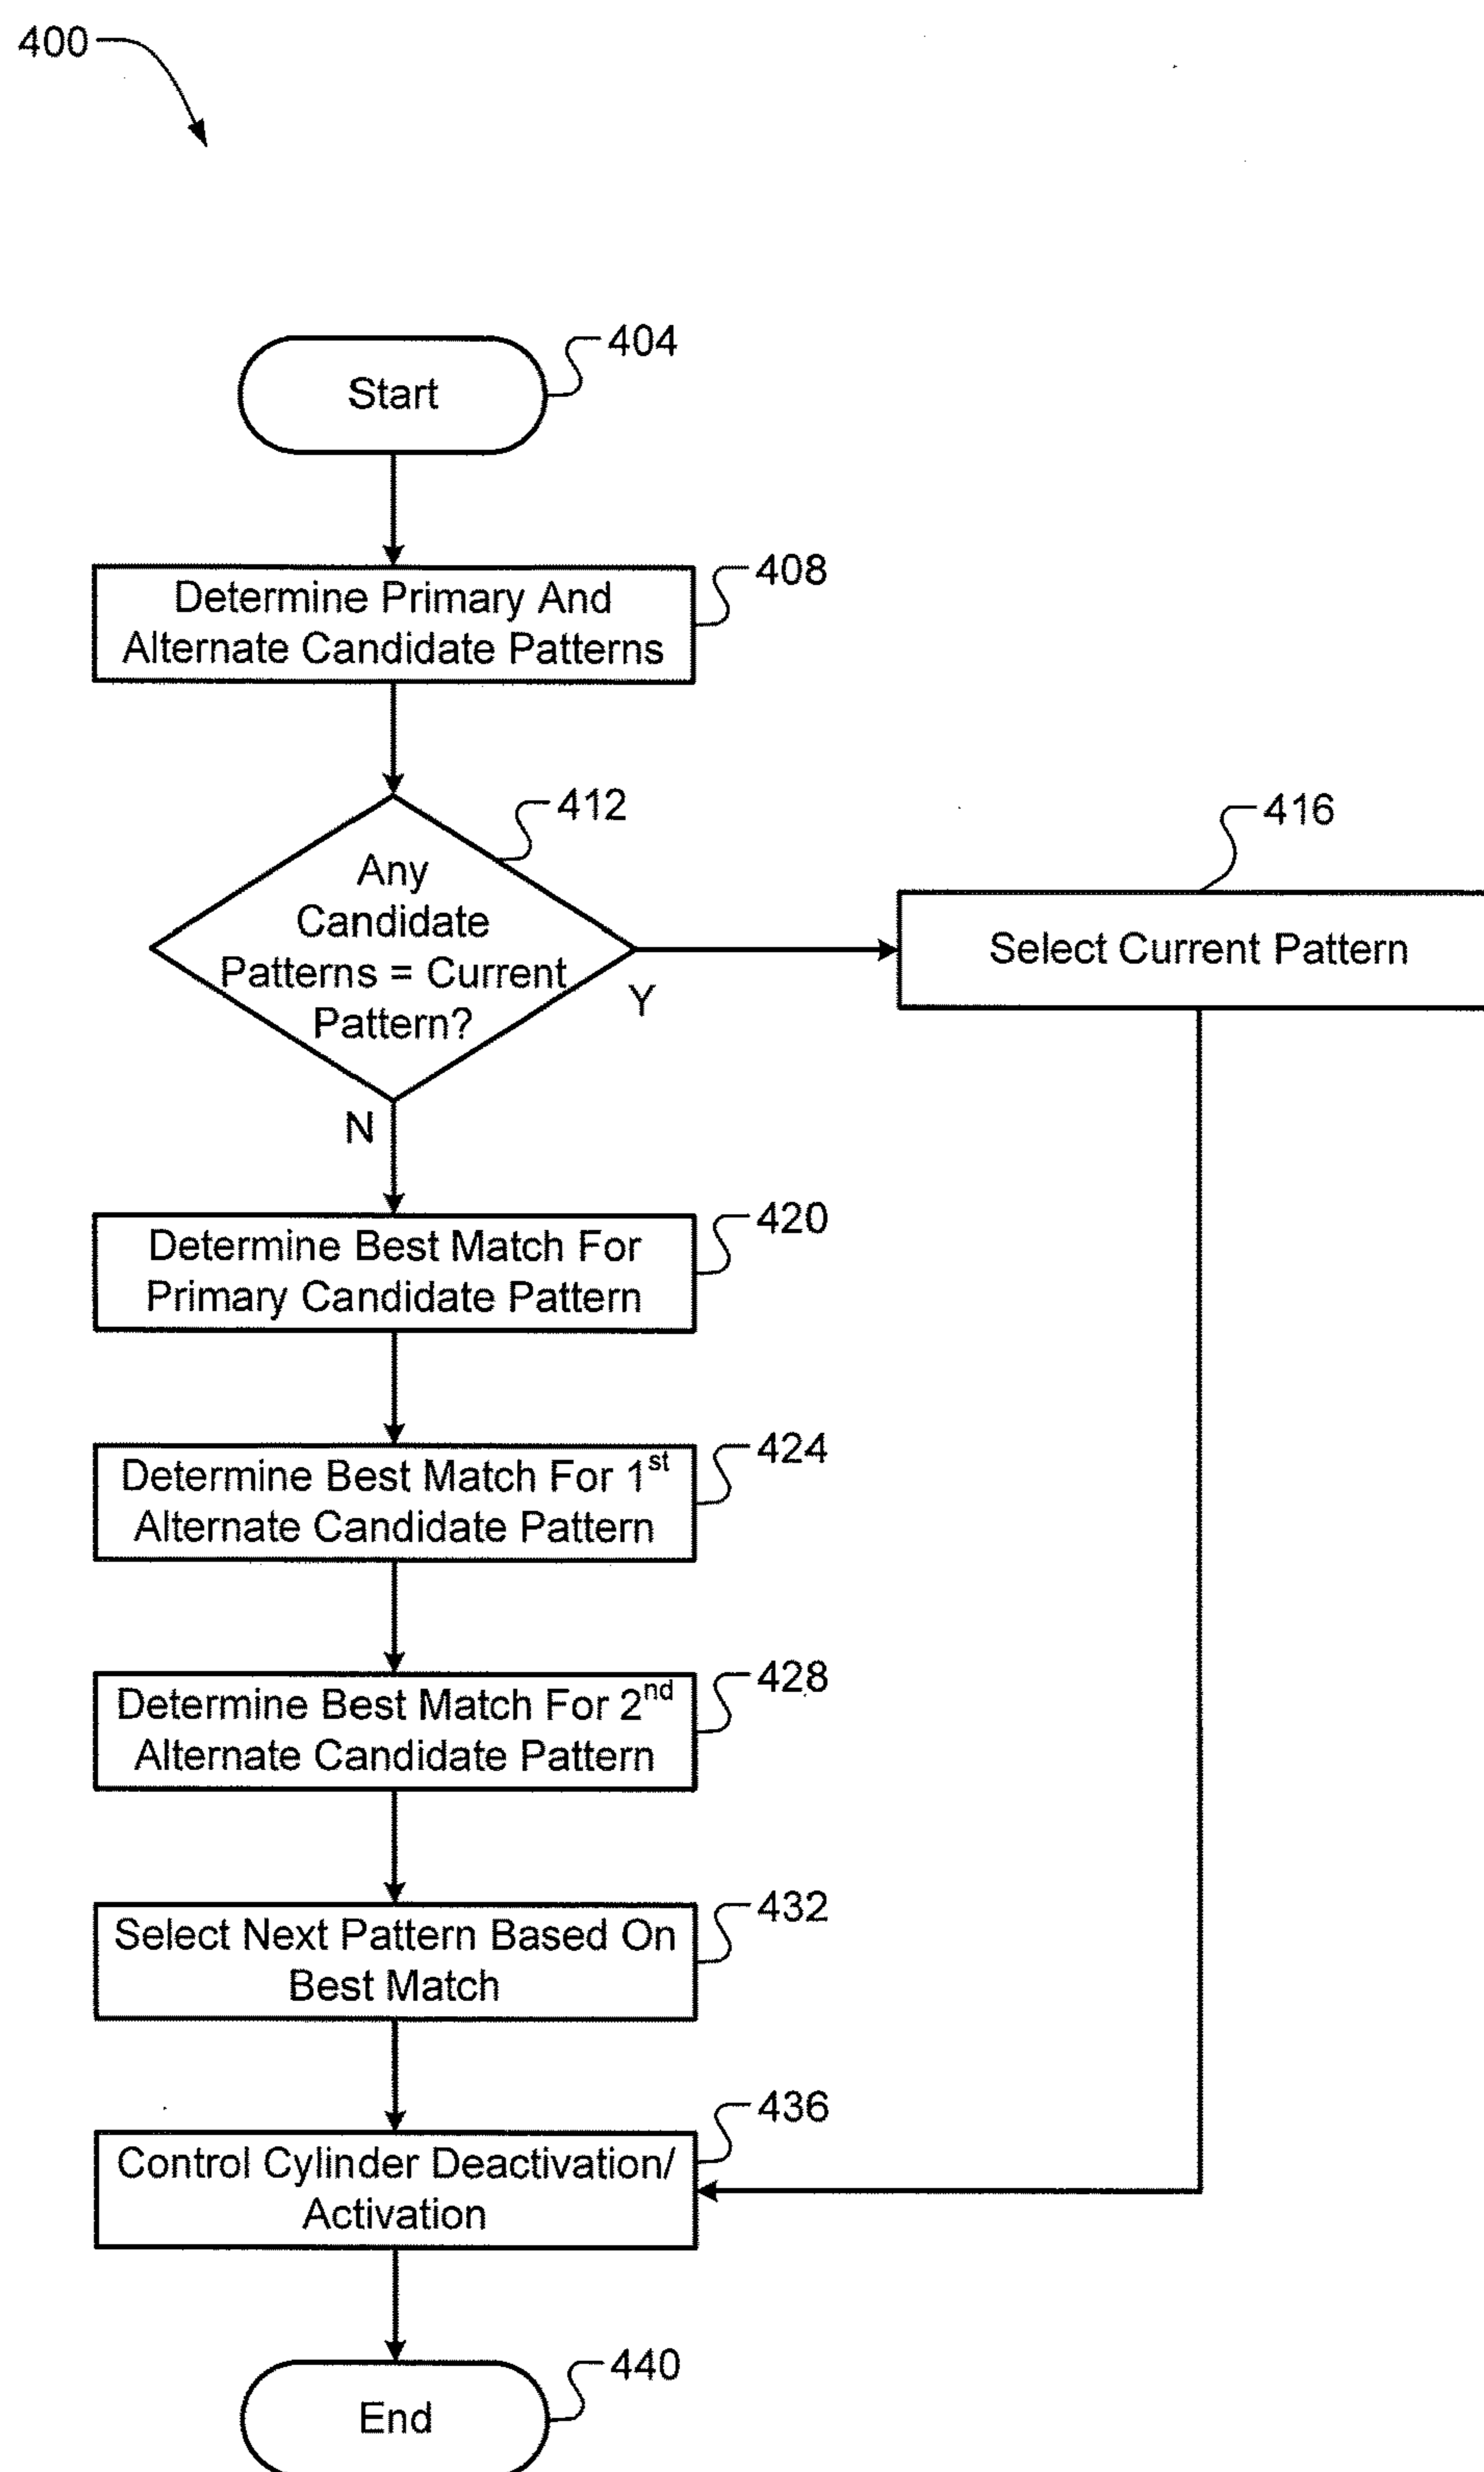 400
404
Start
408
Determine Primary And
Alternate Candidate Patterns
412
Any
Candidate
Patterns = Current
Pattern?
Y
N
416
Select Current Pattern
420
Determine Best Match For
Primary Candidate Pattern
424
Determine Best Match For 1st
Alternate Candidate Pattern
428
Determine Best Match For 2nd
Alternate Candidate Pattern
432
Select Next Pattern Based On
Best Match
436
Control Cylinder Deactivation/
Activation
440
End